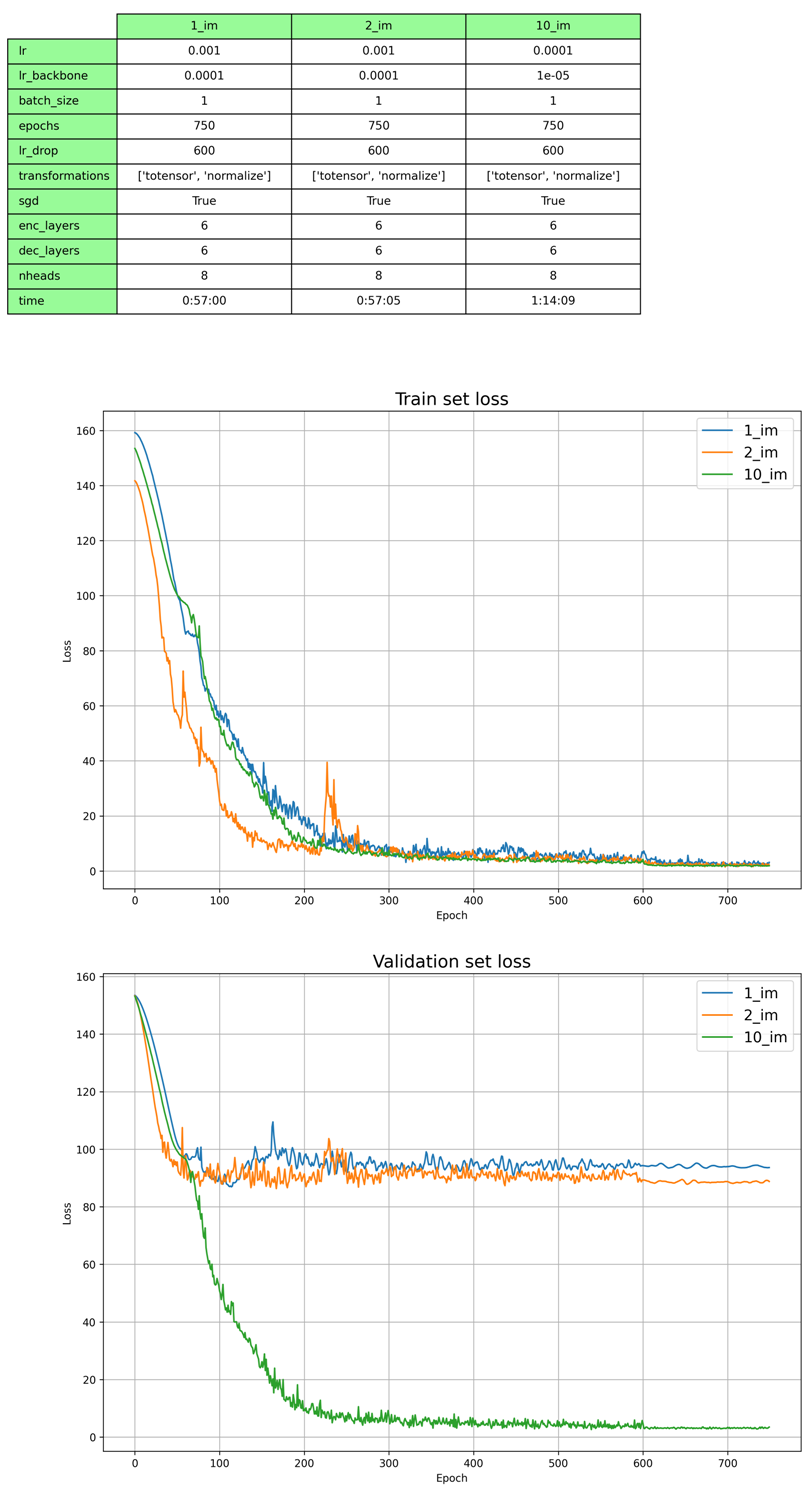 1_im 2_im 10_im
lr 0.001 0.001 0.0001
lr_backbone 0.0001 0.0001 1e-05
batch_size 1 1 1
epochs 750 750 750
lr_drop 600 600 600
transformations ['totensor', 'normalize'] ['totensor', 'normalize'] ['totensor', 'normalize']
sgd True True True
enc_layers 6 6 6
dec_layers 6 6 6
nheads 8 8 8
time 0:57:00 0:57:05 1:14:09
Train set loss
160
140
120
100
80
60
40
20
0
Loss
1_im
2_im
10_im
0 100 200 300 400 500 600 700
Epoch
Validation set loss
160
140
120
100
80
60
40
20
0
Loss
1_im
2_im
10_im
0 100 200 300 400 500 600 700
Epoch